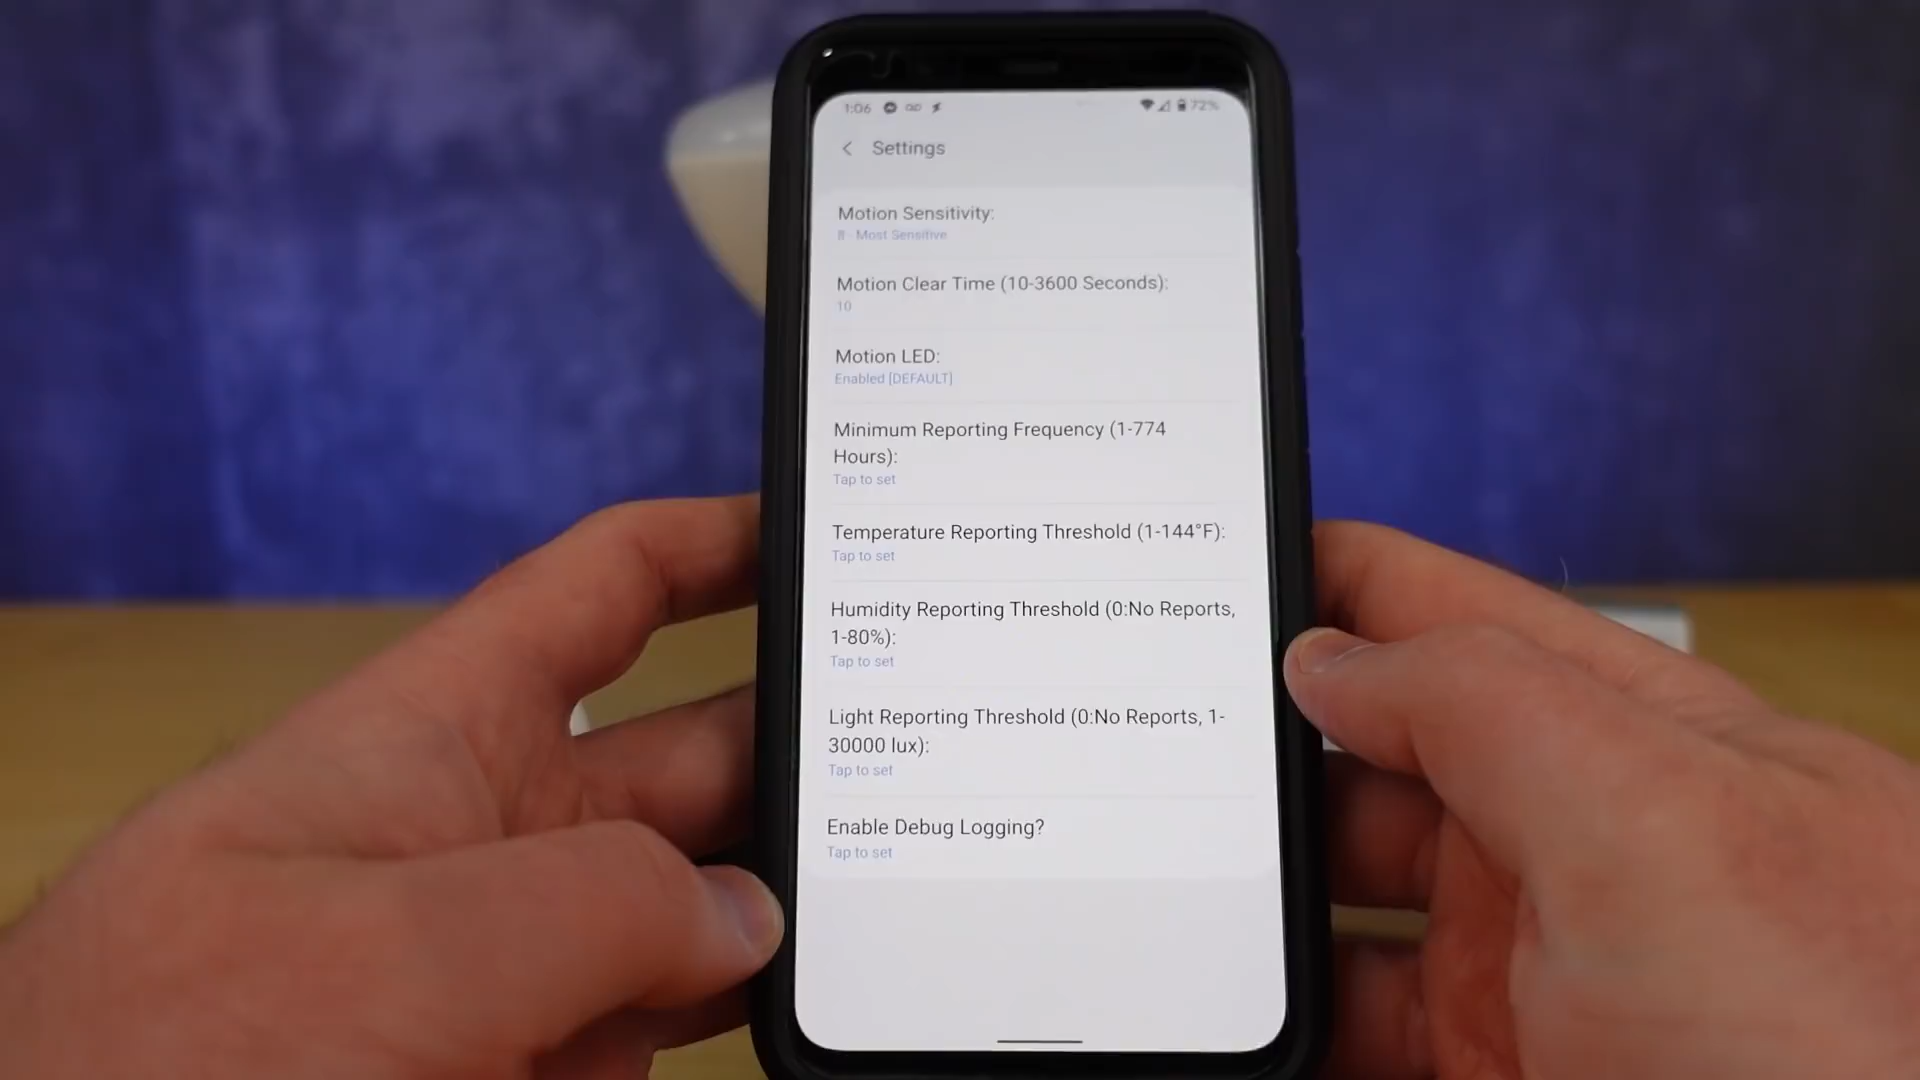 1:06
72%
Settings
Motion Sensitivity:
8 - Most Sensitive
Motion Clear Time (10-3600 Seconds):
10
Motion LED:
Enabled [DEFAULT]
Minimum Reporting Frequency (1-774
Hours):
Tap to set
Temperature Reporting Threshold (1-144°F):
Tap to set
Humidity Reporting Threshold (0:No Reports,
1-80%):
Tap to set
Light Reporting Threshold (0:No Reports, 1-
30000 lux):
Tap to set
Enable Debug Logging?
Tap to set